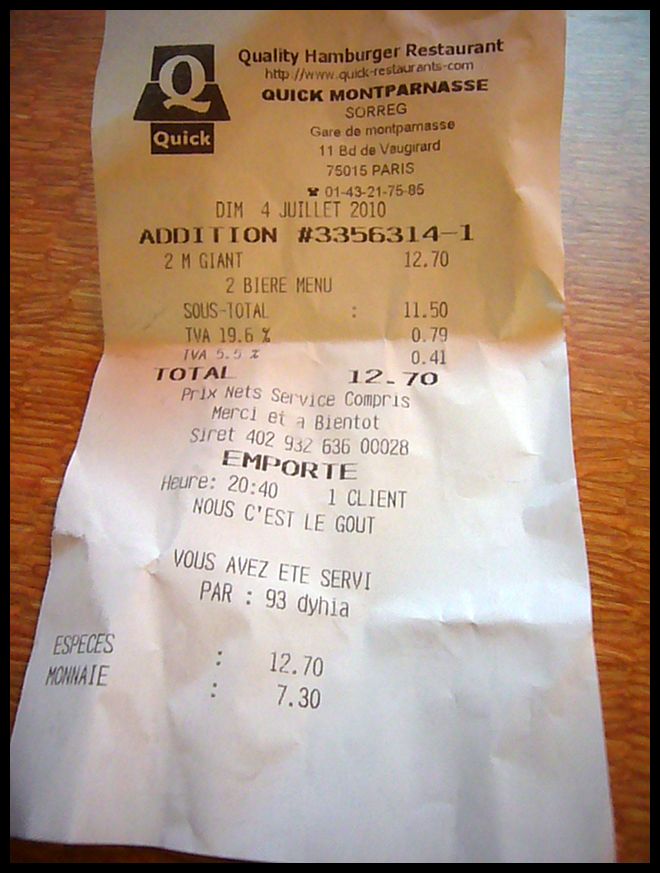 Q
Quick
Quality Hamburger Restaurant
http://www.quick-restaurants-com
QUICK MONTPARNASSE
SORREG
Gare de montparnasse
11 Bd de Vaugirard
75015 PARIS
☎ 01-43-21-75-85
DIM 4 JUILLET 2010
ADDITION #3356314-1
2 M GIANT 12.70
2 BIERE MENU
SOUS-TOTAL : 11.50
TVA 19.6 % 0.79
TVA 5.5 % 0.41
TOTAL 12.70
Prix Nets Service Compris
Merci et a Bientot
Siret 402 932 636 00028
EMPORTE
Heure: 20:40 1 CLIENT
NOUS C'EST LE GOUT
VOUS AVEZ ETE SERVI
PAR : 93 dyhia
ESPECES : 12.70
MONNAIE : 7.30